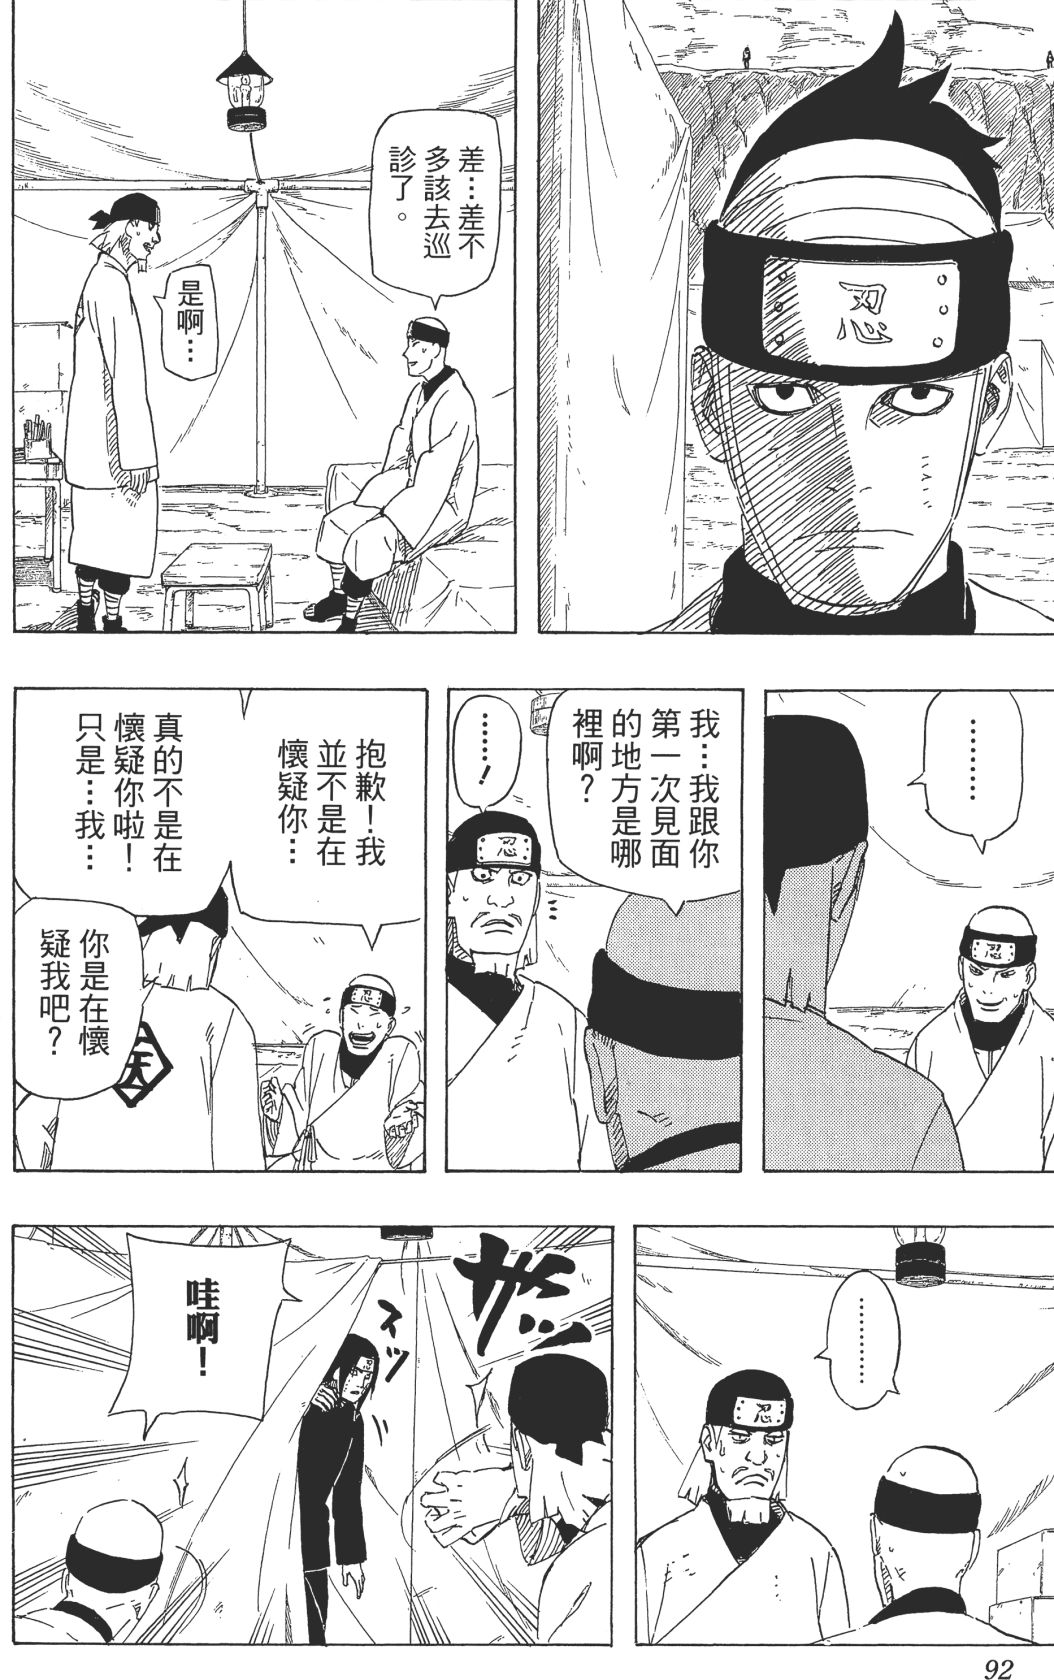 忍
差…差不
多該去巡
診了。
是啊…
………
忍
我…我跟你
第一次見面
的地方是哪
裡啊？
……！
忍
抱歉！我
並不是在
懷疑你…
真的不是在
懷疑你啦！
只是…我…
忍
你是在懷
疑我吧？
天
………
忍
ザッ
スッ
忍
哇啊！
92